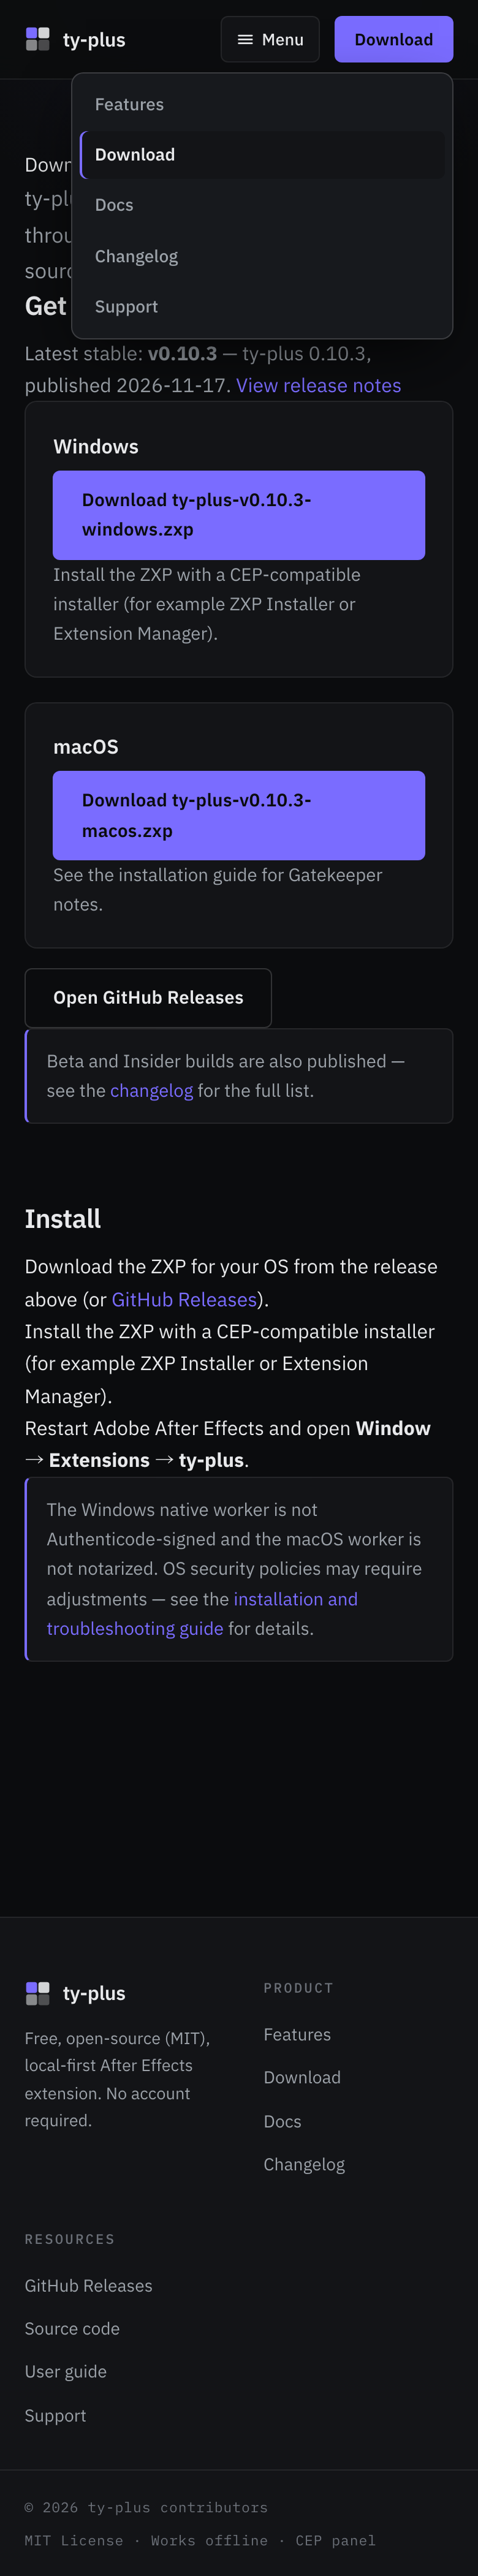 ty-plus
Menu
Download
Features
Download
Docs
Changelog
Support
Get
Latest stable: v0.10.3 — ty-plus 0.10.3,
published 2026-11-17. View release notes
Windows
Download ty-plus-v0.10.3-
windows.zxp
Install the ZXP with a CEP-compatible
installer (for example ZXP Installer or
Extension Manager).
macOS
Download ty-plus-v0.10.3-
macos.zxp
See the installation guide for Gatekeeper
notes.
Open GitHub Releases
Beta and Insider builds are also published —
see the changelog for the full list.
Install
Download the ZXP for your OS from the release
above (or GitHub Releases).
Install the ZXP with a CEP-compatible installer
(for example ZXP Installer or Extension
Manager).
Restart Adobe After Effects and open Window
→ Extensions → ty-plus.
The Windows native worker is not
Authenticode-signed and the macOS worker is
not notarized. OS security policies may require
adjustments — see the installation and
troubleshooting guide for details.
ty-plus
Free, open-source (MIT),
local-first After Effects
extension. No account
required.
PRODUCT
Features
Download
Docs
Changelog
RESOURCES
GitHub Releases
Source code
User guide
Support
© 2026 ty-plus contributors
MIT License · Works offline · CEP panel